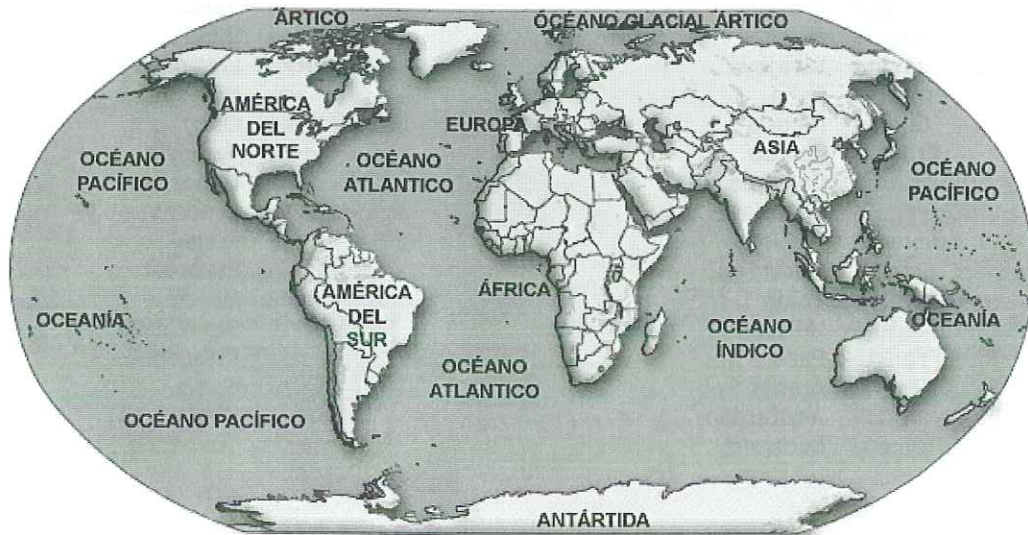 ÁRTICO
OCÉANO GLACIAL ÁRTICO
AMÉRICA
DEL
NORTE
EUROPA
ASIA
OCÉANO
PACÍFICO
OCÉANO
ATLANTICO
OCÉANO
PACÍFICO
OCEANÍA
AMÉRICA
DEL
SUR
ÁFRICA
OCÉANO
ÍNDICO
OCEANÍA
OCÉANO
ATLANTICO
OCÉANO PACÍFICO
ANTÁRTIDA